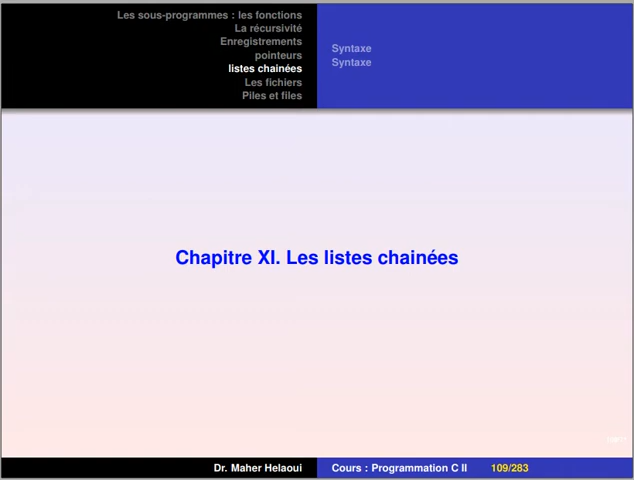 Les sous-programmes : les fonctions
La récursivité
Enregistrements
pointeurs
listes chainées
Les fichiers
Piles et files
Syntaxe
Syntaxe
Chapitre XI. Les listes chainées
Dr. Maher Helaoui
Cours : Programmation C II
109/283